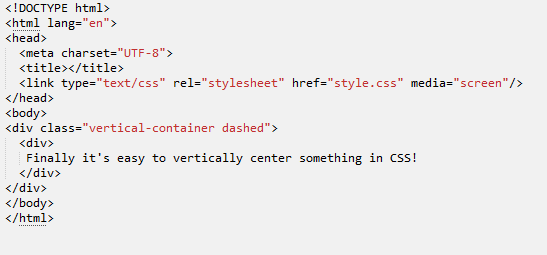 <!DOCTYPE html>
<html lang="en">
<head>
<meta charset="UTF-8">
<title></title>
<link type="text/css" rel="stylesheet" href="style.css" media="screen"/>
</head>
<body>
<div class="vertical-container dashed">
<div>
Finally it's easy to vertically center something in CSS!
</div>
</div>
</body>
</html>